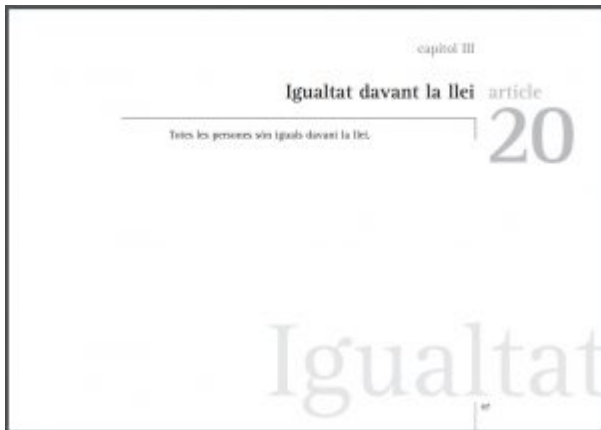 capítol III
Igualtat davant la llei article
20
Totes les persones són iguals davant la llei.
Igualtat